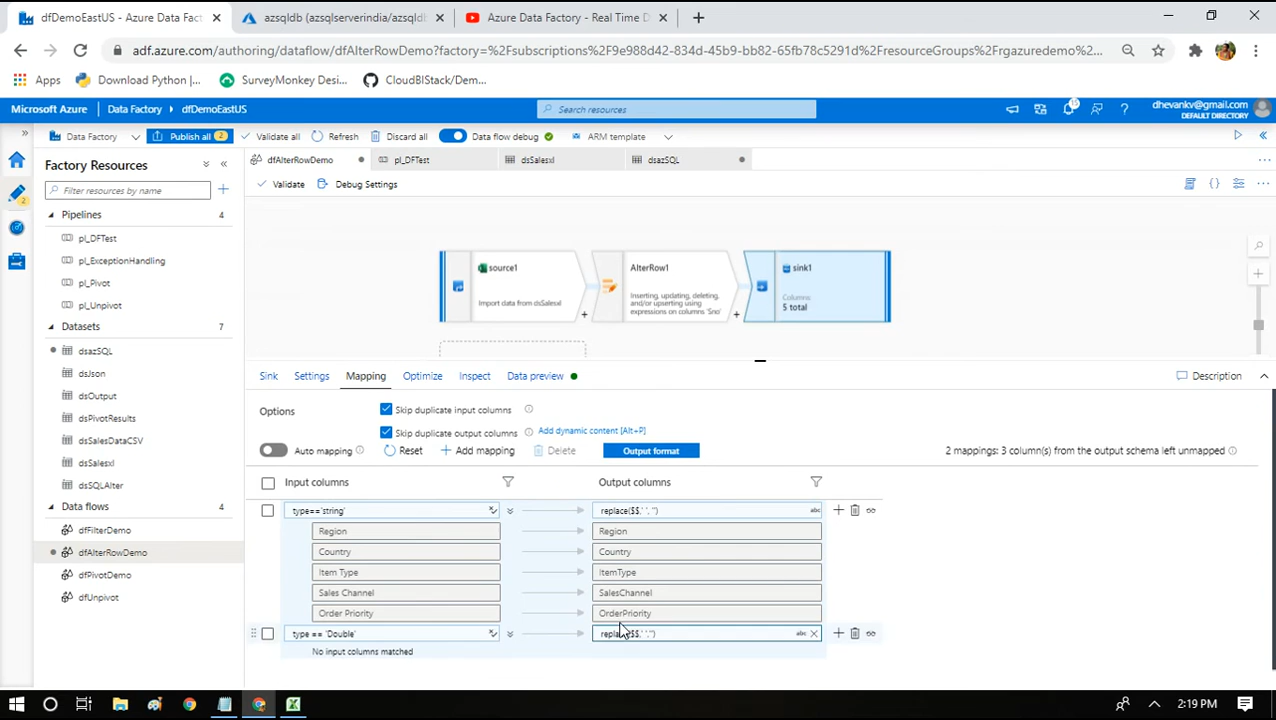 dfDemoEastUS - Azure Data Factory
azsqldb (azsqlserverindia/azsqldb
Azure Data Factory - Real Time D
adf.azure.com/authoring/dataflow/dfAlterRowDemo?factory=%2Fsubscriptions%2F9e988d42-834d-45b9-bb82-65fb78c5291d%2FresourceGroups%2Frgazuredemo...
Apps
Download Python |...
SurveyMonkey Desi...
CloudBIStack/Dem...
Microsoft Azure
Data Factory
dfDemoEastUS
Search resources
15
dhevankv@gmail.com
DEFAULT DIRECTORY
Data Factory
Publish all 2
Validate all
Refresh
Discard all
Data flow debug
ARM template
Factory Resources
dfAlterRowDemo
pl_DFTest
dsSalesxl
dsazSQL
Filter resources by name
Validate
Debug Settings
2
Pipelines 4
pl_DFTest
pl_ExceptionHandling
pl_Pivot
pl_Unpivot
Datasets 7
dsazSQL
dsJson
dsOutput
dsPivotResults
dsSalesDataCSV
dsSalesxl
dsSQLAlter
Data flows 4
dfFilterDemo
dfAlterRowDemo
dfPivotDemo
dfUnpivot
source1
Import data from dsSalesxl
AlterRow1
Inserting, updating, deleting,
and/or upserting using
expressions on columns 'Sno'
sink1
Columns
5 total
Sink
Settings
Mapping
Optimize
Inspect
Data preview
Description
Options
Skip duplicate input columns
Skip duplicate output columns
Add dynamic content [Alt+P]
Auto mapping
Reset
Add mapping
Delete
Output format
2 mappings: 3 column(s) from the output schema left unmapped
Input columns
Output columns
type=='string'
replace($$,' ', '')
abc
Region
Region
Country
Country
Item Type
ItemType
Sales Channel
SalesChannel
Order Priority
OrderPriority
type == 'Double'
replace($$,' ','')
abc
No input columns matched
2:19 PM